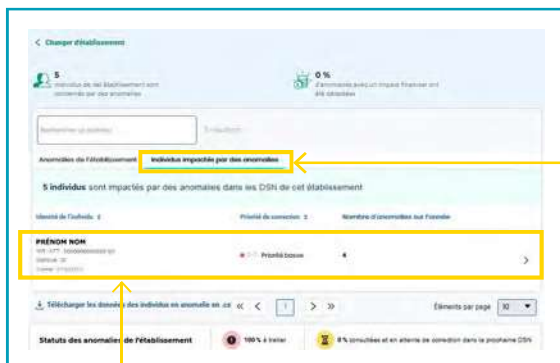 Changer d'établissement
5
individus de cet établissement sont
concernés par des anomalies
0 %
d'anomalies avec un impact financier ont
été détectées
Rechercher un individu
Anomalies de l'établissement Individus impactés par des anomalies
5 individus sont impactés par des anomalies dans les DSN de cet établissement
Identité de l'individu Priorité de correction Nombre d'anomalies sur l'année
PRÉNOM NOM
Priorité basse 4
Télécharger les données des individus en anomalie en .cs
1
Éléments par page 10
Statuts des anomalies de l'établissement 100 % à traiter 0 % consultées et en attente de correction dans la prochaine DSN